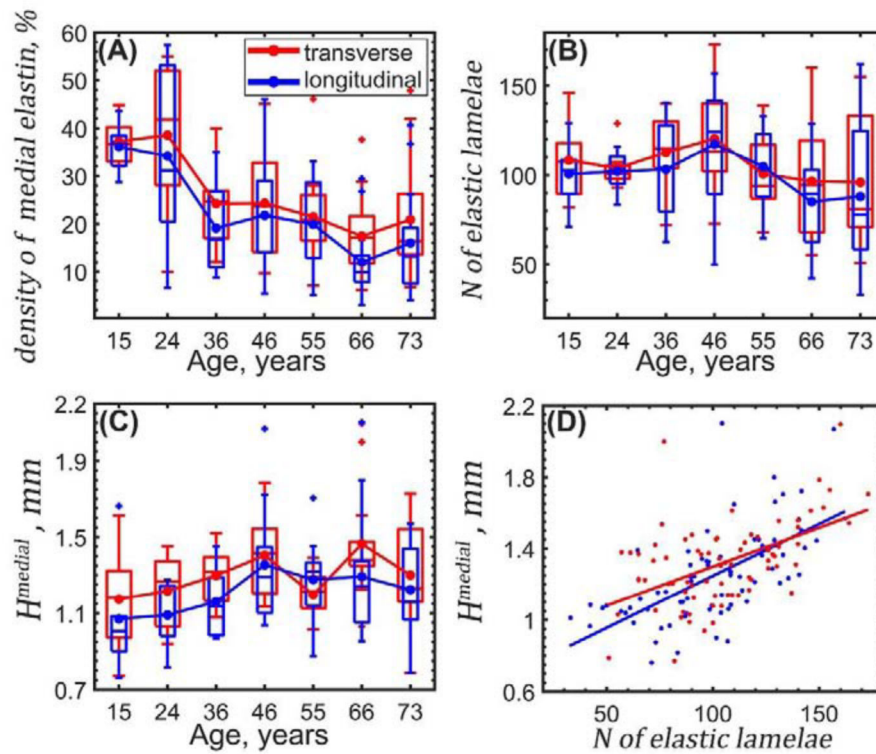 60
(A)
transverse
longitudinal
50
40
30
20
10
density of medial elastin, %
15 24 36 46 55 66 73
Age, years
(B)
150
100
50
N of elastic lamelae
15 24 36 46 55 66 73
Age, years
2.2
(C)
1.9
1.5
1.1
0.7
H^medial, mm
15 24 36 46 55 66 73
Age, years
2.2
(D)
1.8
1.4
1
0.6
H^medial, mm
50 100 150
N of elastic lamelae